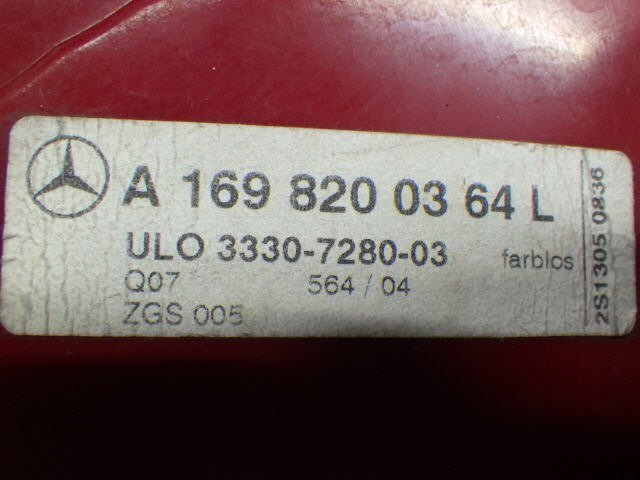 A 169 820 03 64 L
ULO 3330-7280-03 farblos
Q07 564 / 04
ZGS 005
2S1305 0836